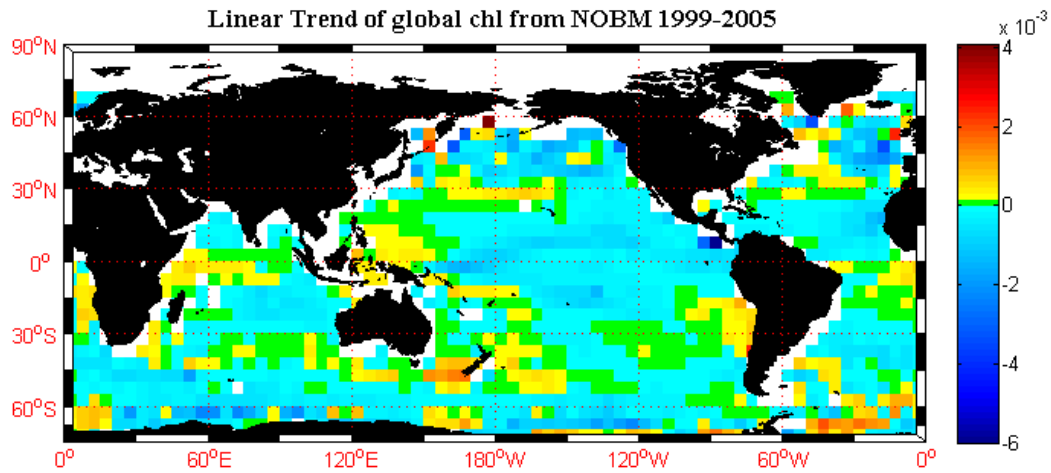 Linear Trend of global chl from NOBM 1999-2005
x 10⁻³
90°N
60°N
30°N
0°
30°S
60°S
0°
60°E
120°E
180°W
120°W
60°W
0°
4
2
0
-2
-4
-6